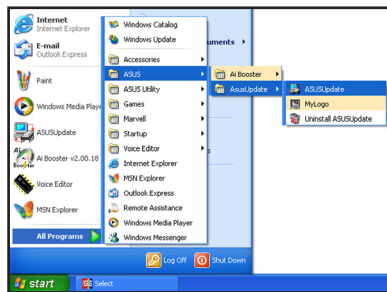 Internet
Internet Explorer
E-mail
Outlook Express
Paint
Windows Media Playe
ASUSUpdate
Ai Booster v2.00.18
Voice Editor
MSN Explorer
All Programs
Windows Catalog
Windows Update
Accessories
ASUS
ASUS Utility
Games
Marvell
Startup
Voice Editor
Internet Explorer
MSN Explorer
Outlook Express
Remote Assistance
Windows Media Player
Windows Messenger
uments
s
Ai Booster
AsusUpdate
ASUSUpdate
MyLogo
Uninstall ASUSUpdate
Log Off
Shut Down
start
Select